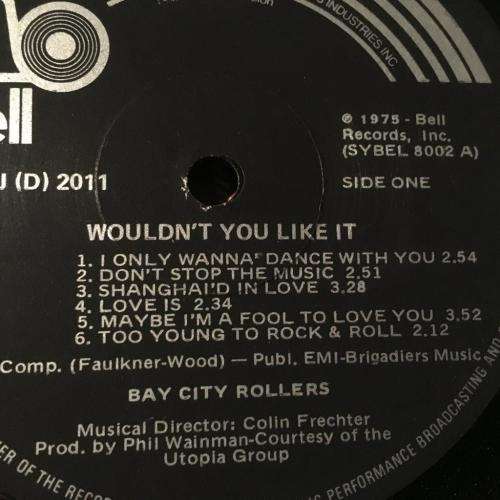 INDUSTRIES INC.
ell
℗ 1975 - Bell
Records, Inc.
(SYBEL 8002 A)
J (D) 2011
SIDE ONE
WOULDN'T YOU LIKE IT
1. I ONLY WANNA' DANCE WITH YOU 2.54
2. DON'T STOP THE MUSIC 2.51
3. SHANGHAI'D IN LOVE 3.28
4. LOVE IS 2.34
5. MAYBE I'M A FOOL TO LOVE YOU 3.52
6. TOO YOUNG TO ROCK & ROLL 2.12
Comp. (Faulkner-Wood) — Publ. EMI-Brigadiers Music
BAY CITY ROLLERS
Musical Director: Colin Frechter
Prod. by Phil Wainman-Courtesy of the
Utopia Group
ER OF THE RECOR
PERFORMANCE BROADCASTING AND